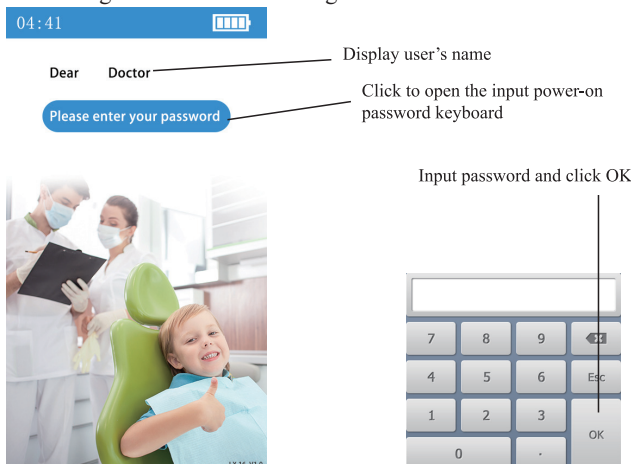 04:41
Dear Doctor
Display user's name
Please enter your password
Click to open the input power-on
password keyboard
Input password and click OK
7 8 9
4 5 6 Esc
1 2 3
0 . OK